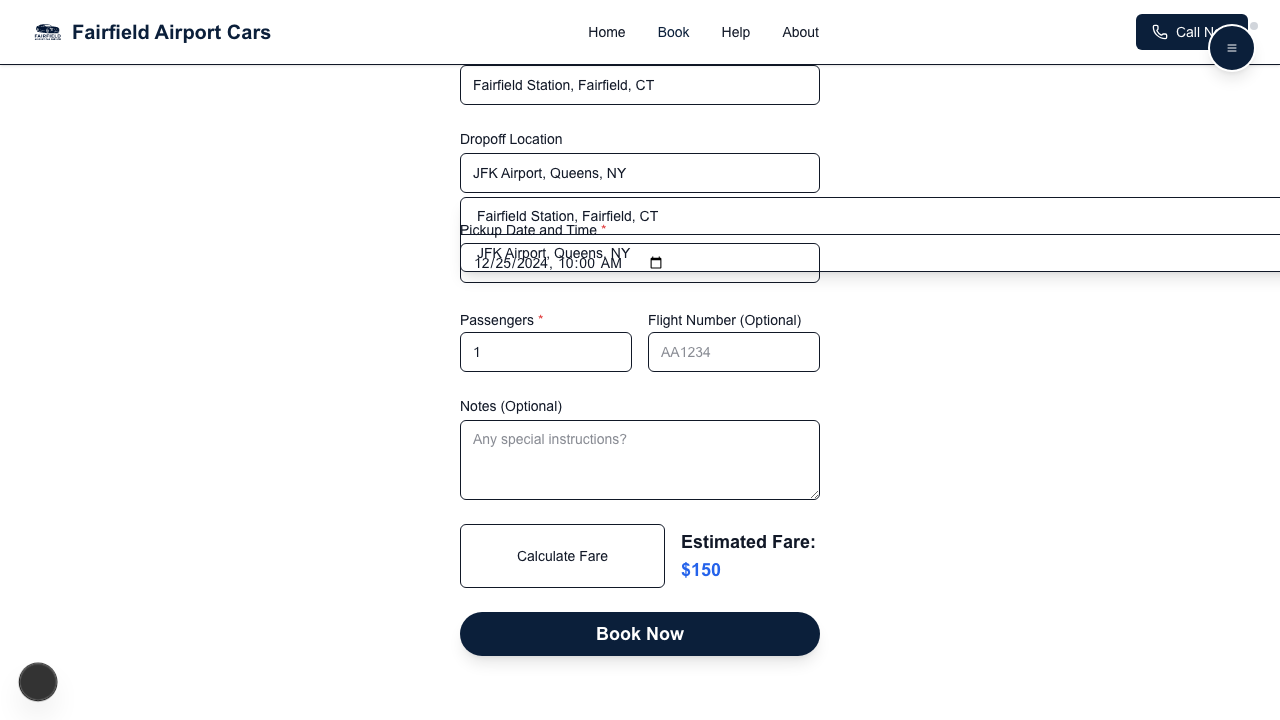 Fairfield Airport Cars
Home
Book
Help
About
Call N
Fairfield Station, Fairfield, CT
Dropoff Location
JFK Airport, Queens, NY
Fairfield Station, Fairfield, CT
Pickup Date and Time *
JFK Airport, Queens, NY
12/25/2024, 10:00 AM
Passengers *
Flight Number (Optional)
1
AA1234
Notes (Optional)
Any special instructions?
Calculate Fare
Estimated Fare:
$150
Book Now